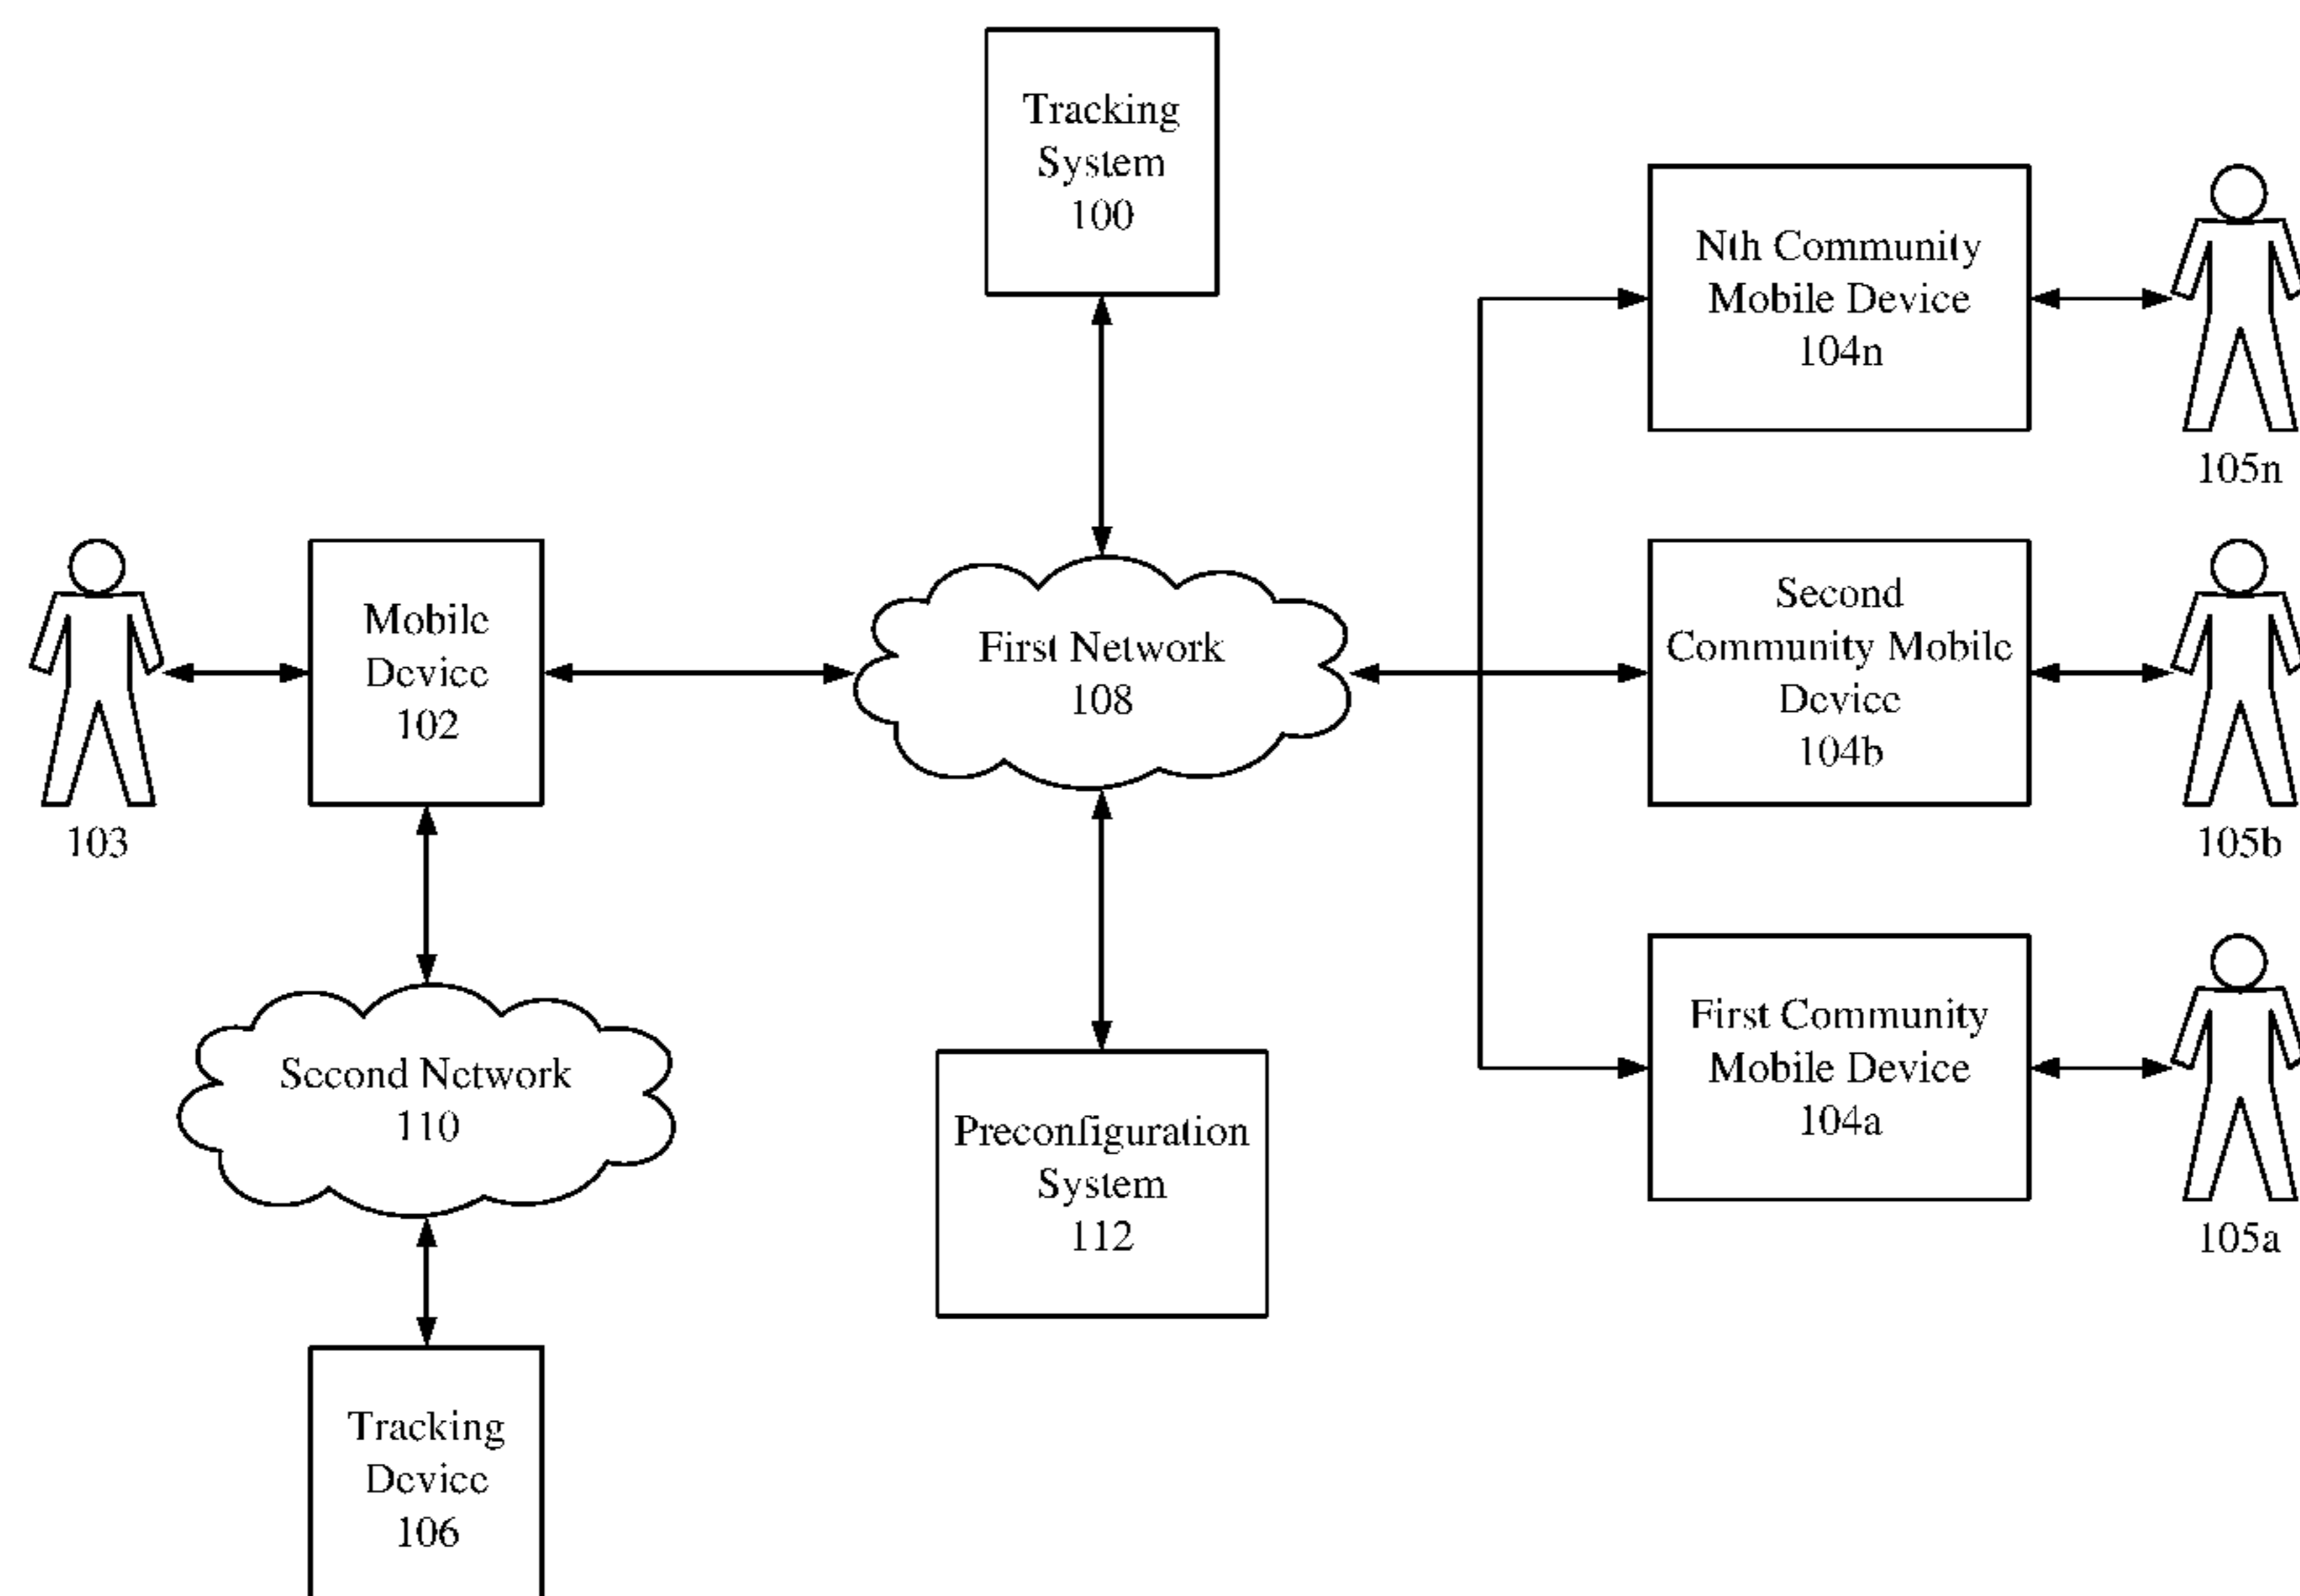 Tracking
System
100
Nth Community
Mobile Device
104n
105n
Mobile
Device
102
103
First Network
108
Second
Community Mobile
Device
104b
105b
Second Network
110
Preconfiguration
System
112
First Community
Mobile Device
104a
105a
Tracking
Device
106